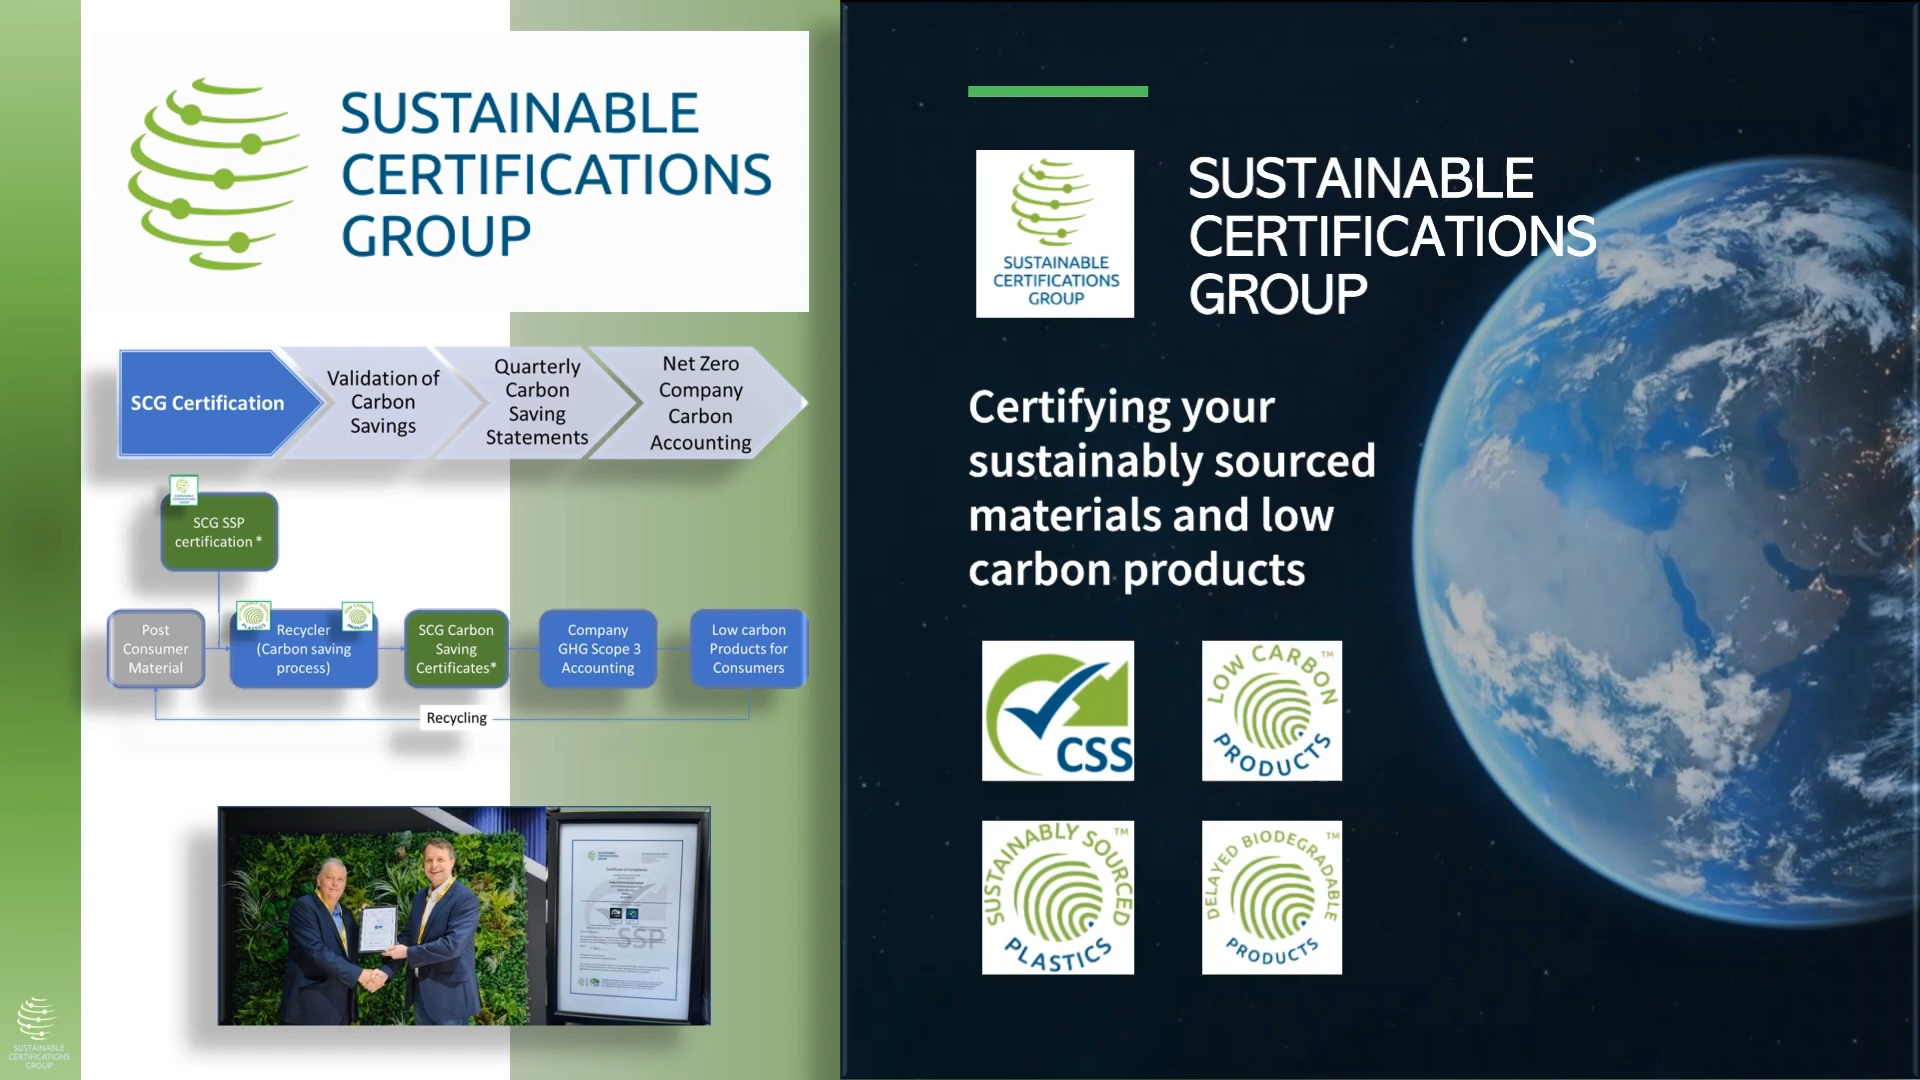 SUSTAINABLE
CERTIFICATIONS
GROUP
SCG Certification
Validation of
Carbon
Savings
Quarterly
Carbon
Saving
Statements
Net Zero
Company
Carbon
Accounting
SCG SSP
certification *
Post
Consumer
Material
Recycler
(Carbon saving
process)
SCG Carbon
Saving
Certificates*
Company
GHG Scope 3
Accounting
Low carbon
Products for
Consumers
Recycling
SSP
SUSTAINABLE
CERTIFICATIONS
GROUP
SUSTAINABLE
CERTIFICATIONS
GROUP
SUSTAINABLE
CERTIFICATIONS
GROUP
Certifying your
sustainably sourced
materials and low
carbon products
CSS
LOW CARBON™
PRODUCTS
SUSTAINABLY SOURCED™
PLASTICS
DELAYED BIODEGRADABLE™
PRODUCTS